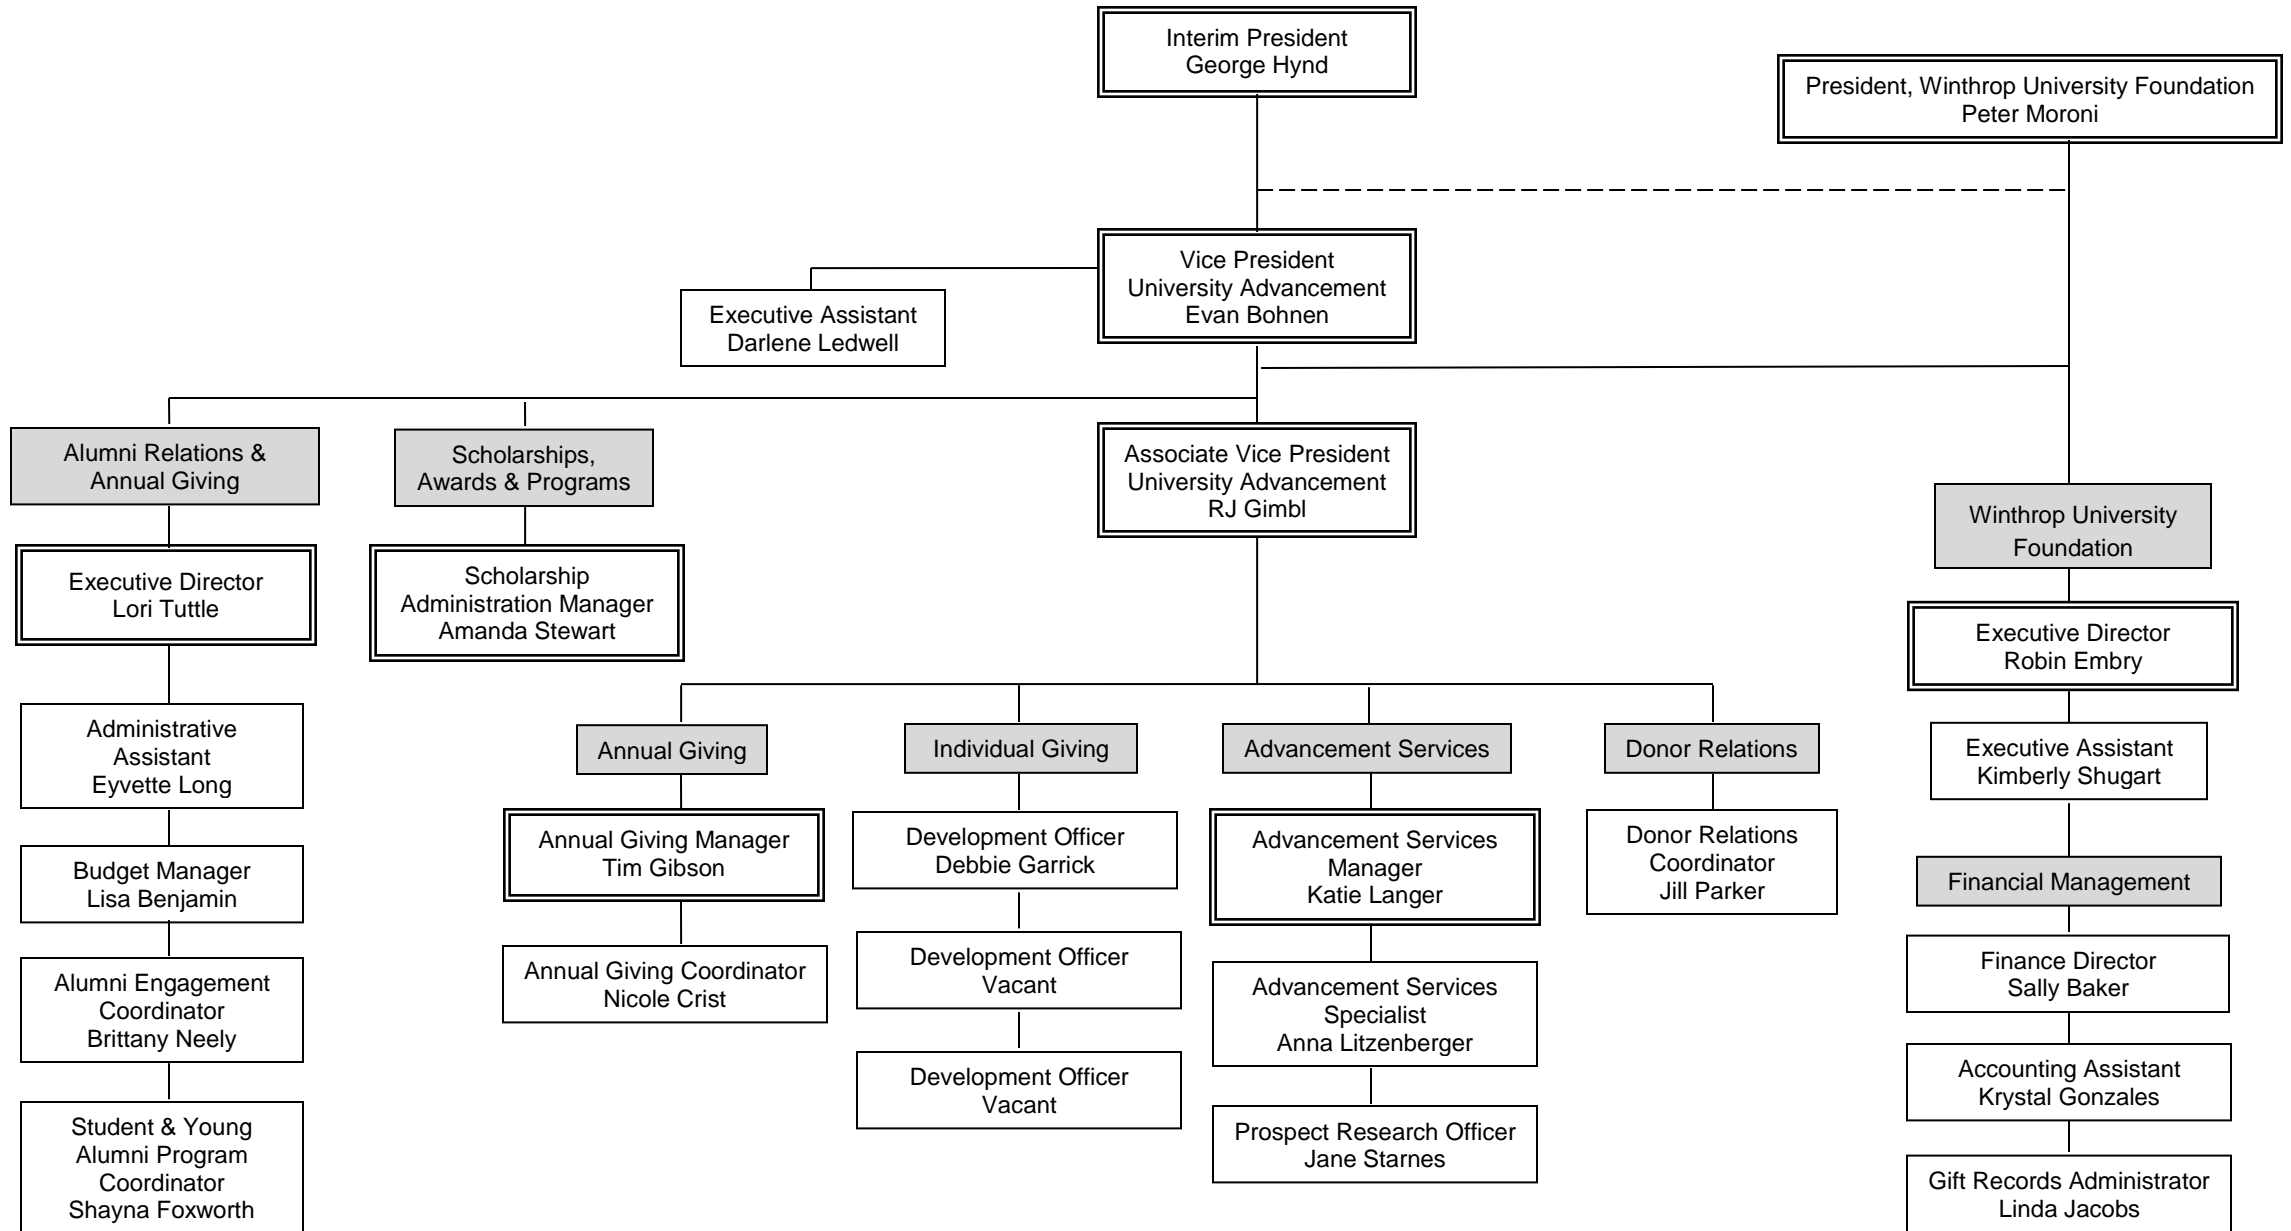 Interim President
George Hynd
President, Winthrop University Foundation
Peter Moroni
Vice President
University Advancement
Evan Bohnen
Executive Assistant
Darlene Ledwell
Alumni Relations &
Annual Giving
Scholarships,
Awards & Programs
Associate Vice President
University Advancement
RJ Gimbl
Winthrop University
Foundation
Executive Director
Lori Tuttle
Scholarship
Administration Manager
Amanda Stewart
Executive Director
Robin Embry
Administrative
Assistant
Eyvette Long
Budget Manager
Lisa Benjamin
Alumni Engagement
Coordinator
Brittany Neely
Student & Young
Alumni Program
Coordinator
Shayna Foxworth
Annual Giving
Annual Giving Manager
Tim Gibson
Annual Giving Coordinator
Nicole Crist
Individual Giving
Development Officer
Debbie Garrick
Development Officer
Vacant
Development Officer
Vacant
Advancement Services
Advancement Services
Manager
Katie Langer
Advancement Services
Specialist
Anna Litzenberger
Prospect Research Officer
Jane Starnes
Donor Relations
Donor Relations
Coordinator
Jill Parker
Executive Assistant
Kimberly Shugart
Financial Management
Finance Director
Sally Baker
Accounting Assistant
Krystal Gonzales
Gift Records Administrator
Linda Jacobs